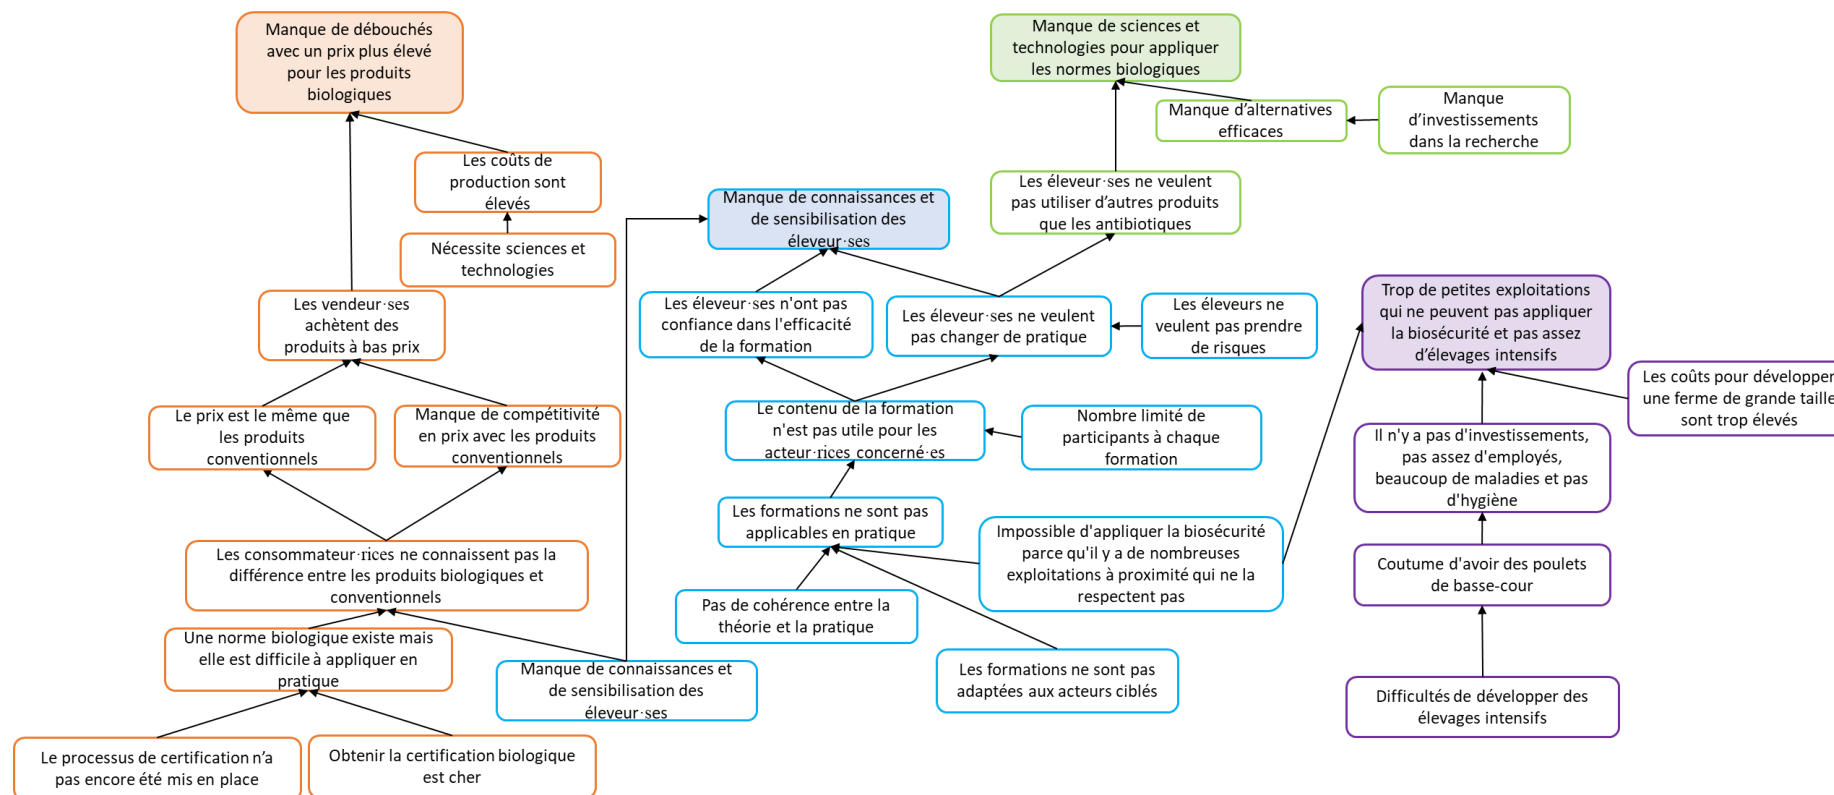 Manque de débouchés
avec un prix plus élevé
pour les produits
biologiques
Les coûts de
production sont
élevés
Nécessite sciences et
technologies
Les vendeur·ses
achètent des
produits à bas prix
Le prix est le même que
les produits
conventionnels
Manque de compétitivité
en prix avec les produits
conventionnels
Les consommateur·rices ne connaissent pas la
différence entre les produits biologiques et
conventionnels
Une norme biologique existe mais
elle est difficile à appliquer en
pratique
Le processus de certification n’a
pas encore été mis en place
Obtenir la certification biologique
est cher
Manque de connaissances et
de sensibilisation des
éleveur·ses
Manque de connaissances et
de sensibilisation des
éleveur·ses
Les éleveur·ses n'ont pas
confiance dans l'efficacité
de la formation
Les éleveur·ses ne veulent
pas changer de pratique
Les éleveurs ne
veulent pas prendre
de risques
Le contenu de la formation
n'est pas utile pour les
acteur·rices concerné·es
Nombre limité de
participants à chaque
formation
Les formations ne sont pas
applicables en pratique
Impossible d'appliquer la biosécurité
parce qu'il y a de nombreuses
exploitations à proximité qui ne la
respectent pas
Pas de cohérence entre la
théorie et la pratique
Les formations ne sont pas
adaptées aux acteurs ciblés
Manque de sciences et
technologies pour appliquer
les normes biologiques
Manque d’alternatives
efficaces
Manque
d’investissements
dans la recherche
Les éleveur·ses ne veulent
pas utiliser d’autres produits
que les antibiotiques
Trop de petites exploitations
qui ne peuvent pas appliquer
la biosécurité et pas assez
d’élevages intensifs
Les coûts pour développer
une ferme de grande taille
sont trop élevés
Il n'y a pas d'investissements,
pas assez d'employés,
beaucoup de maladies et pas
d'hygiène
Coutume d'avoir des poulets
de basse-cour
Difficultés de développer des
élevages intensifs